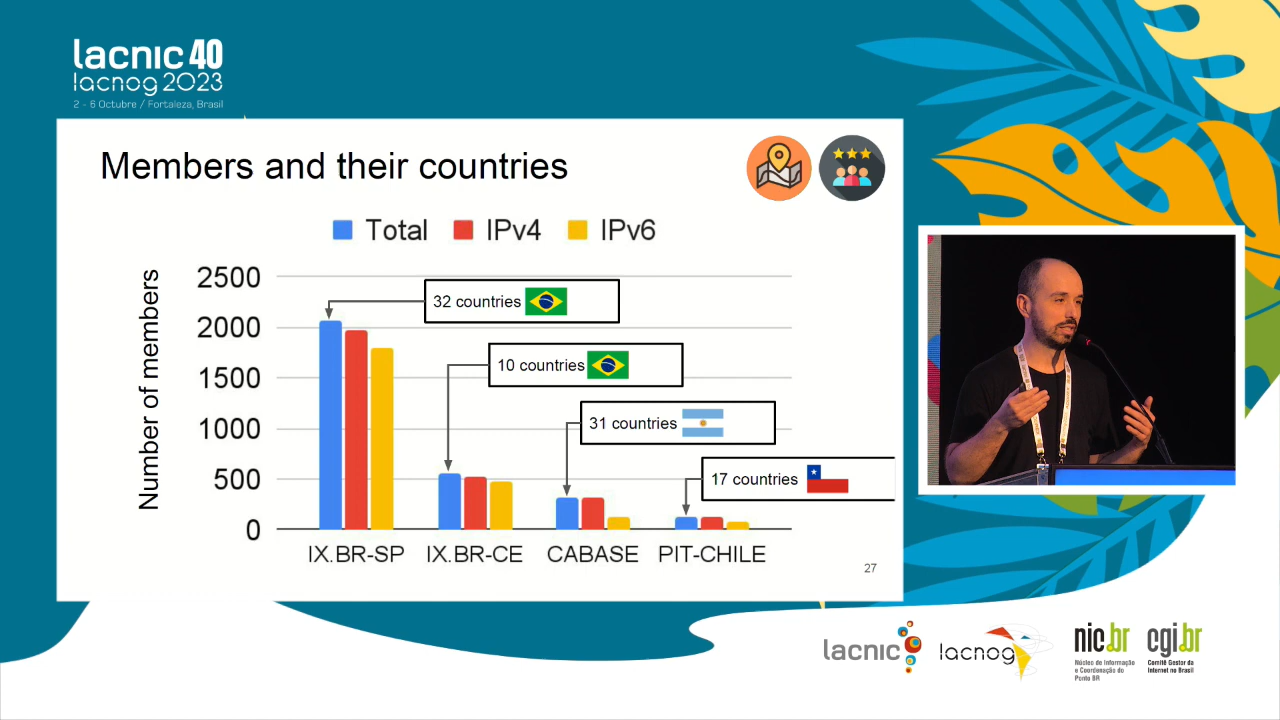 lacnic 40
lacnog 2023
2 - 6 Octubre / Fortaleza, Brasil
Members and their countries
Total IPv4 IPv6
Number of members
2500
2000
1500
1000
500
0
32 countries
10 countries
31 countries
17 countries
IX.BR-SP IX.BR-CE CABASE PIT-CHILE
27
lacnic
lacnog
nic.br cgi.br
Núcleo de Informação
e Coordenação do
Ponto BR
Comitê Gestor da
Internet no Brasil